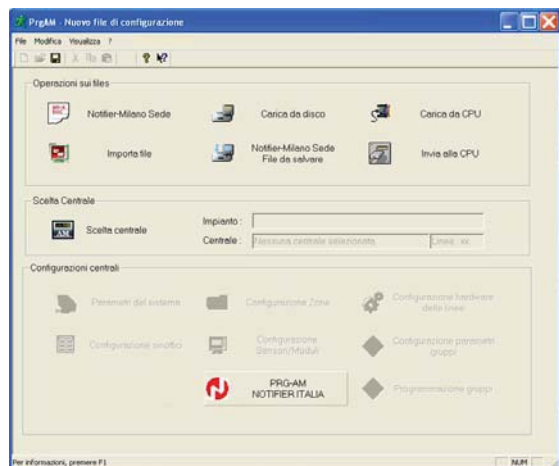 PrgAM - Nuovo file di configurazione
File Modifica Visualizza ?
Operazioni sui files
Notifier-Milano Sede
Carica da disco
Carica da CPU
Importa file
Notifier-Milano Sede
File da salvare
Invia alla CPU
Scelta Centrale
AM
Scelta centrale
Impianto :
Centrale :
Nessuna centrale selezionata
Linee xx
Configurazioni centrali
Parametri del sistema
Configurazione Zone
Configurazione hardware
delle linee
Configurazione sinottici
Configurazione
Sensori/Moduli
Configurazione parametri
gruppi
PRG-AM
NOTIFIER ITALIA
Programmazione gruppi
Per informazioni, premere F1
NUM